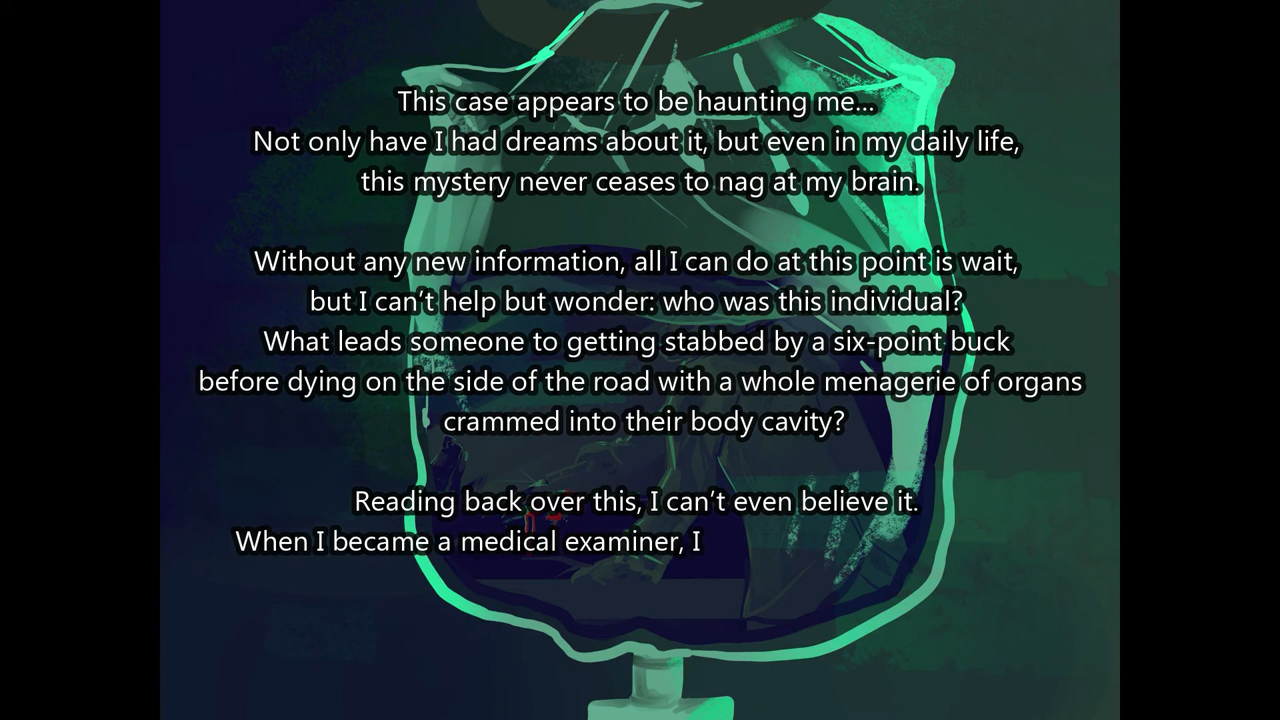 This case appears to be haunting me...
Not only have I had dreams about it, but even in my daily life,
this mystery never ceases to nag at my brain.
Without any new information, all I can do at this point is wait,
but I can’t help but wonder: who was this individual?
What leads someone to getting stabbed by a six-point buck
before dying on the side of the road with a whole menagerie of organs
crammed into their body cavity?
Reading back over this, I can’t even believe it.
When I became a medical examiner, I